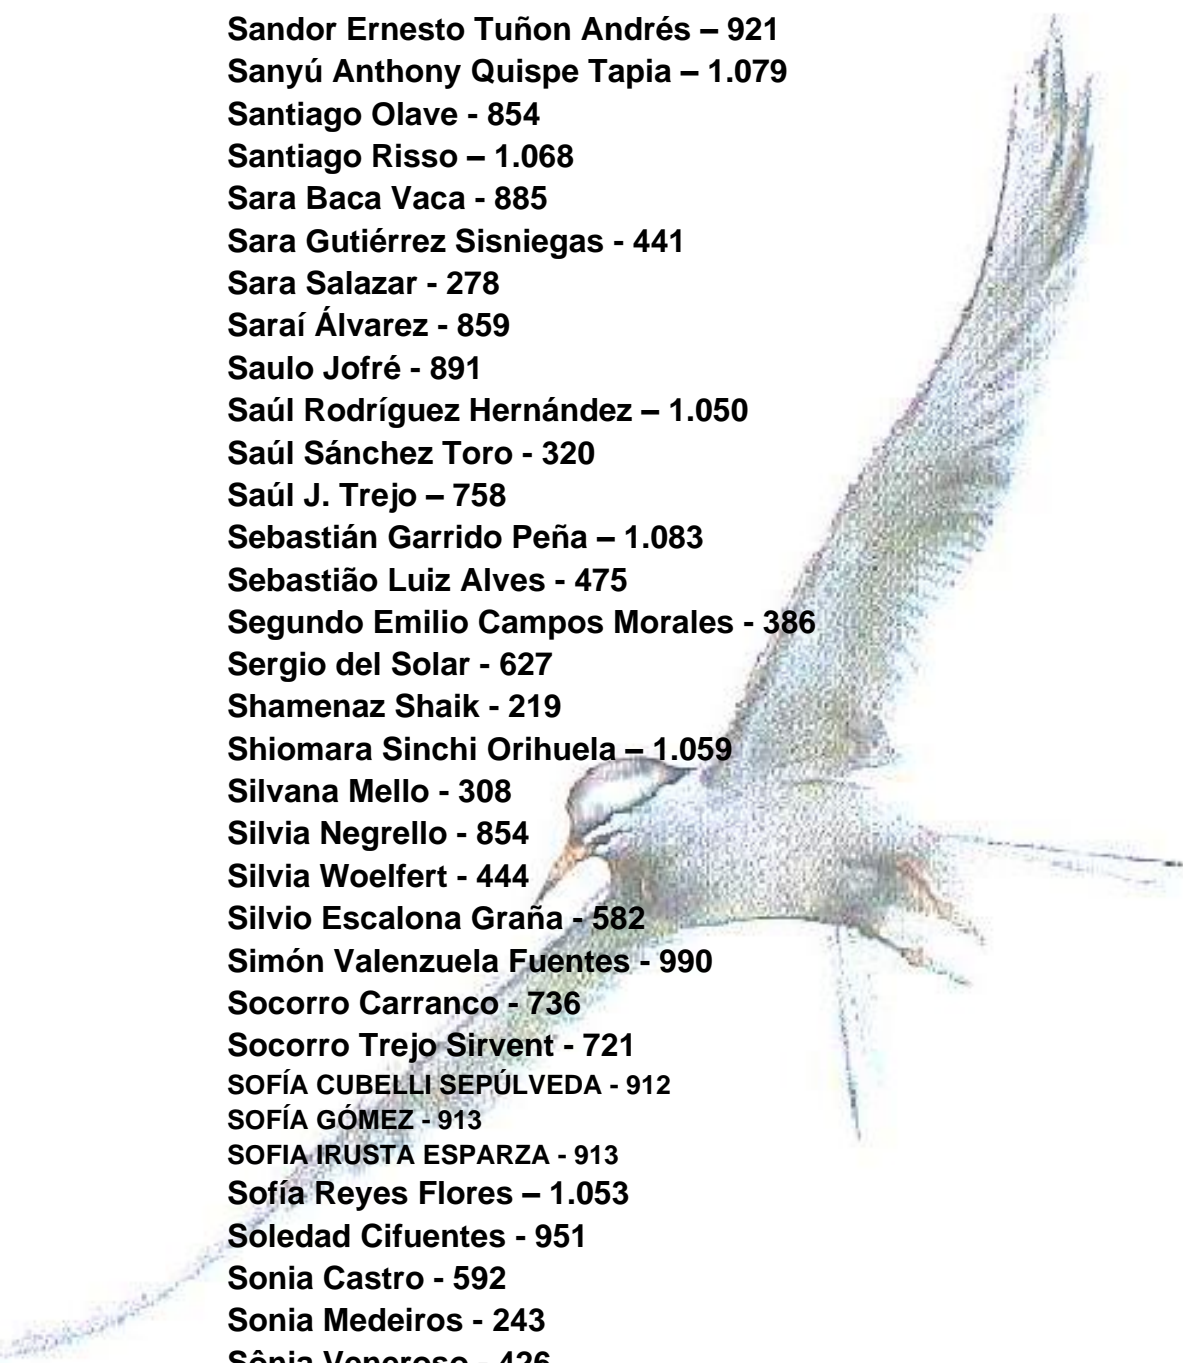 Sandor Ernesto Tuñon Andrés – 921
Sanyú Anthony Quispe Tapia – 1.079
Santiago Olave - 854
Santiago Risso – 1.068
Sara Baca Vaca - 885
Sara Gutiérrez Sisniegas - 441
Sara Salazar - 278
Saraí Álvarez - 859
Saulo Jofré - 891
Saúl Rodríguez Hernández – 1.050
Saúl Sánchez Toro - 320
Saúl J. Trejo – 758
Sebastián Garrido Peña – 1.083
Sebastião Luiz Alves - 475
Segundo Emilio Campos Morales - 386
Sergio del Solar - 627
Shamenaz Shaik - 219
Shiomara Sinchi Orihuela – 1.059
Silvana Mello - 308
Silvia Negrello - 854
Silvia Woelfert - 444
Silvio Escalona Graña - 582
Simón Valenzuela Fuentes - 990
Socorro Carranco - 736
Socorro Trejo Sirvent - 721
SOFÍA CUBELLI SEPÚLVEDA - 912
SOFÍA GÓMEZ - 913
SOFIA IRUSTA ESPARZA - 913
Sofía Reyes Flores – 1.053
Soledad Cifuentes - 951
Sonia Castro - 592
Sonia Medeiros - 243
Sônia Veneroso - 426